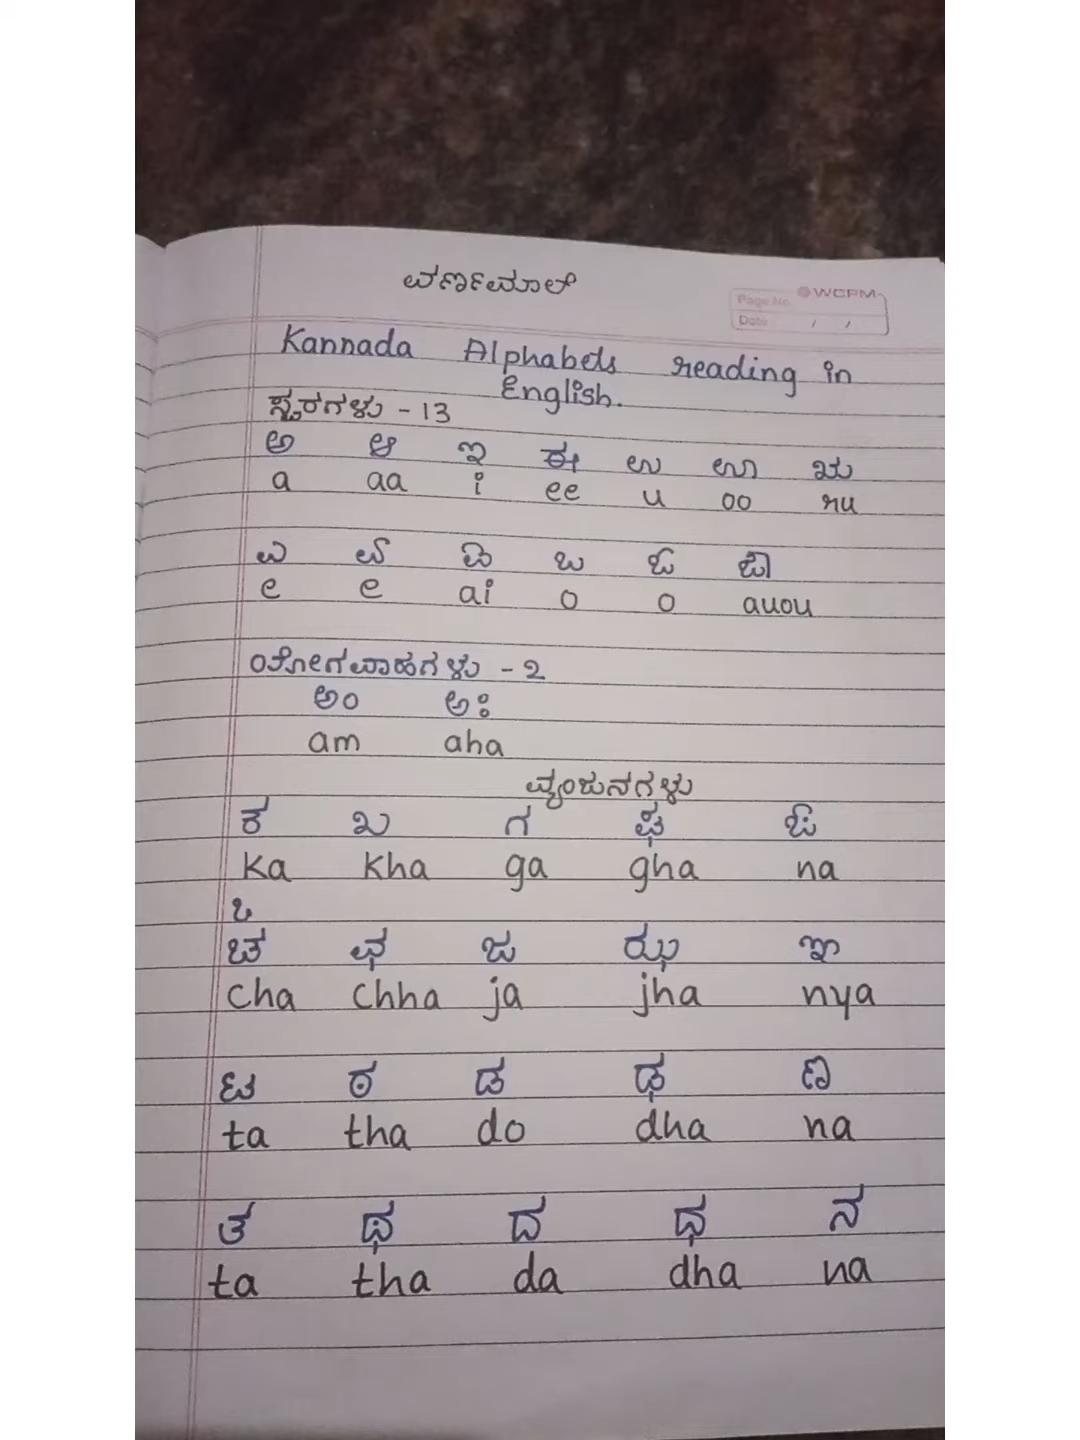 ವರ್ಣಮಾಲೆ
WCPM
Page No.
Date / /
Kannada Alphabets reading in
English.
ಸ್ವರಗಳು - 13
ಅ ಆ ಇ ಈ ಉ ಊ ಋ
a aa i ee u oo ru
ಎ ಏ ಐ ಒ ಓ ಔ
e e ai o o auou
ಂತೋಗವಾಹಗಳು - ೨
ಅಂ ಅಃ
am aha
ವ್ಯಂಜನಗಳು
ಕ ಖ ಗ ಘ ಙ
Ka kha ga gha na
ಒ
ಚ ಛ ಜ ಝ ಞ
cha chha ja jha nya
ಟ ಠ ಡ ಢ ಣ
ta tha do dha na
ತ ಥ ದ ಧ ನ
ta tha da dha na